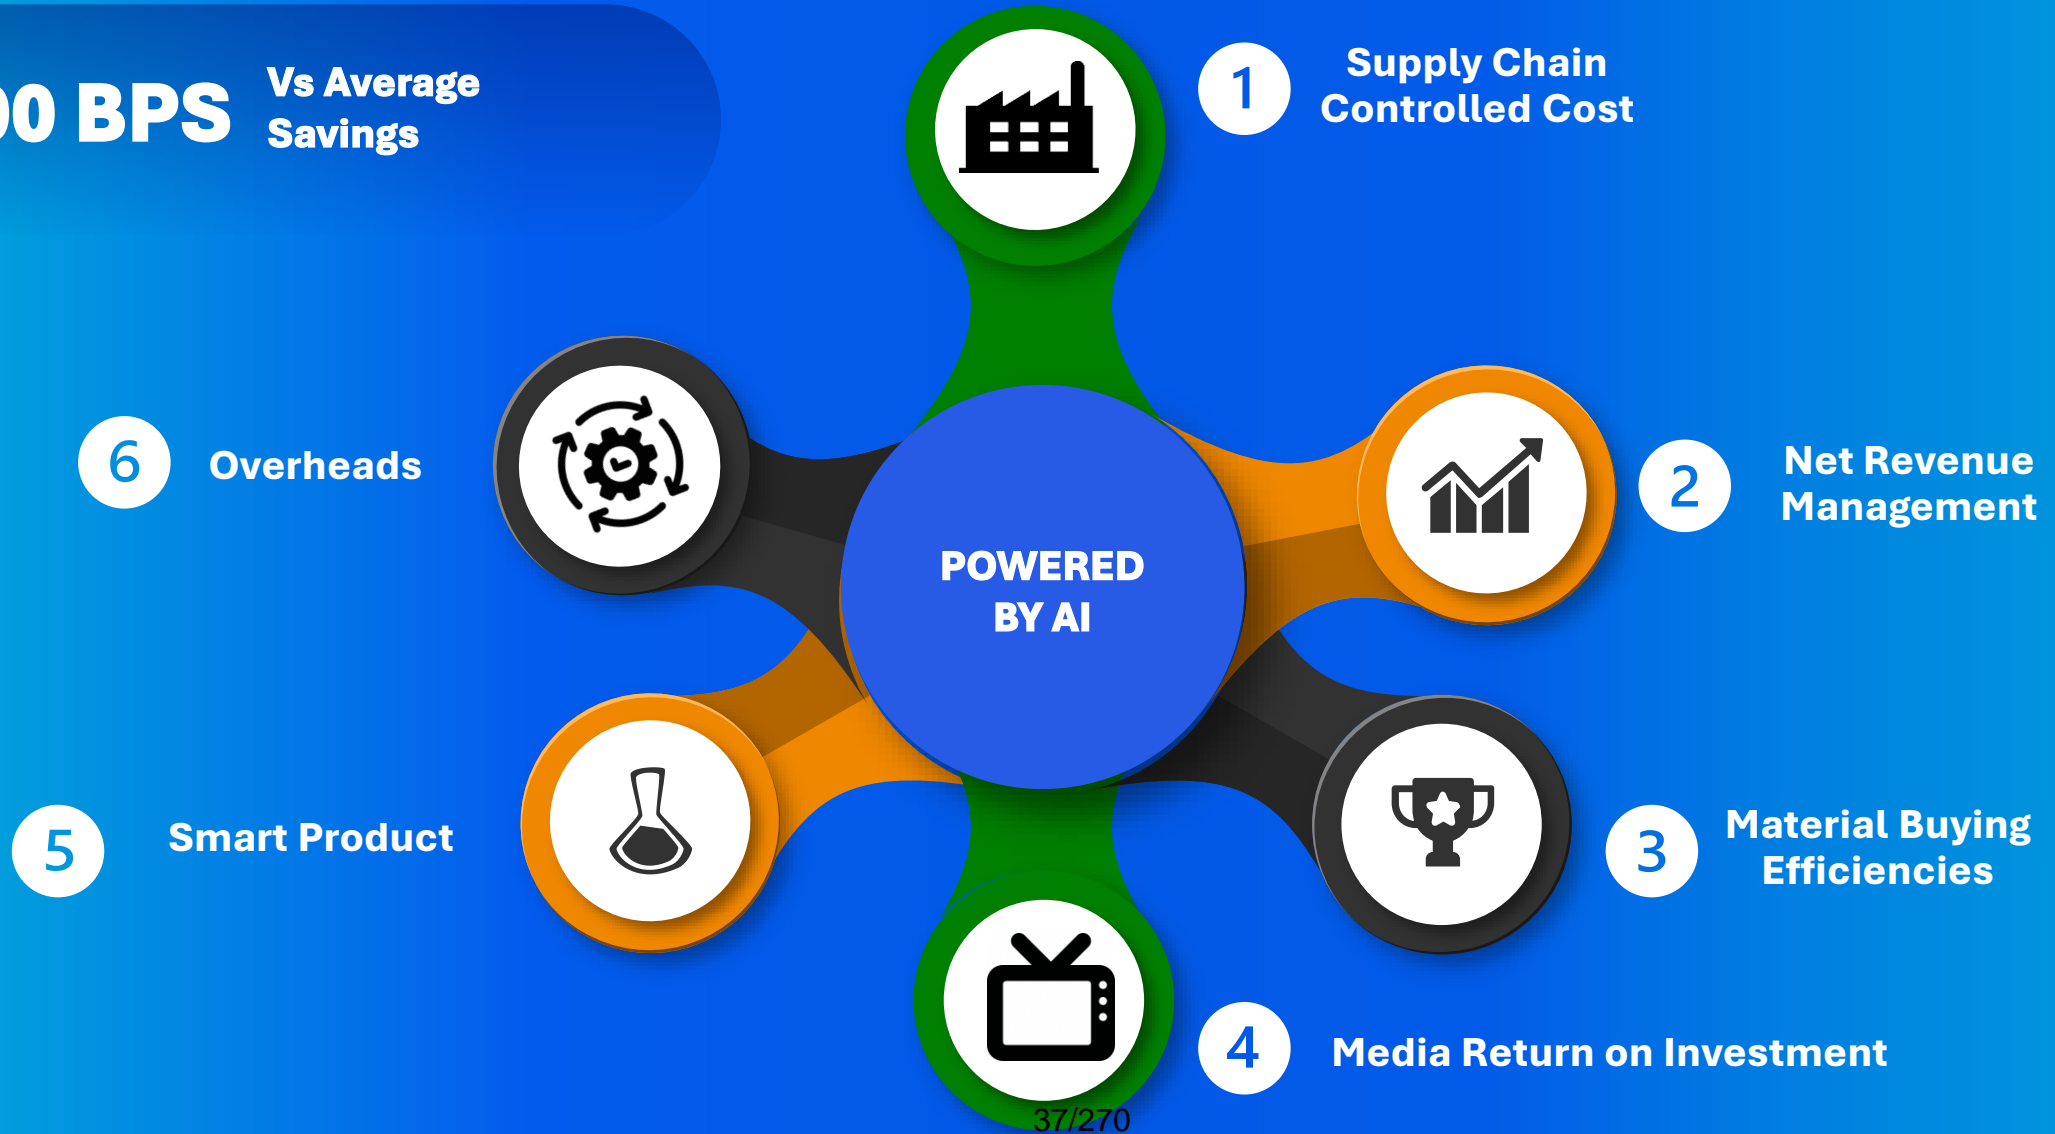 00 BPS
Vs Average
Savings
1
Supply Chain
Controlled Cost
2
Net Revenue
Management
3
Material Buying
Efficiencies
4
Media Return on Investment
5
Smart Product
6
Overheads
POWERED
BY AI
37/270